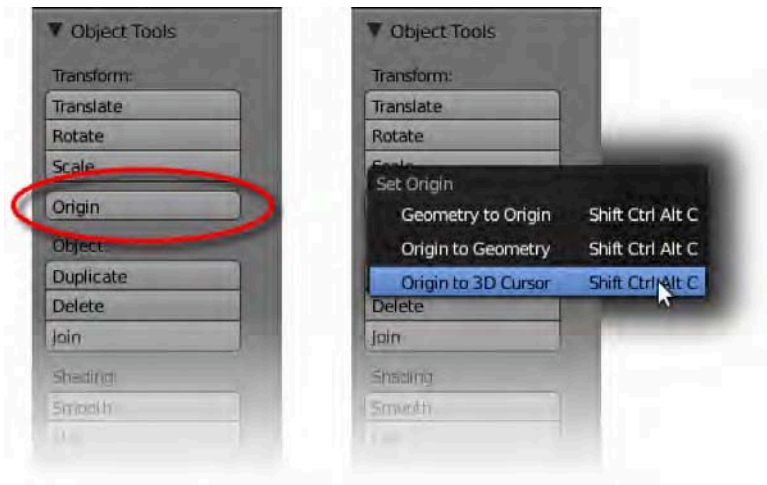 Object Tools
Transform:
Translate
Rotate
Scale
Origin
Object:
Duplicate
Delete
Join
Shading:
Smooth
Object Tools
Transform:
Translate
Rotate
Scale
Set Origin
Geometry to Origin Shift Ctrl Alt C
Origin to Geometry Shift Ctrl Alt C
Origin to 3D Cursor Shift Ctrl Alt C
Delete
Join
Shading
Smooth